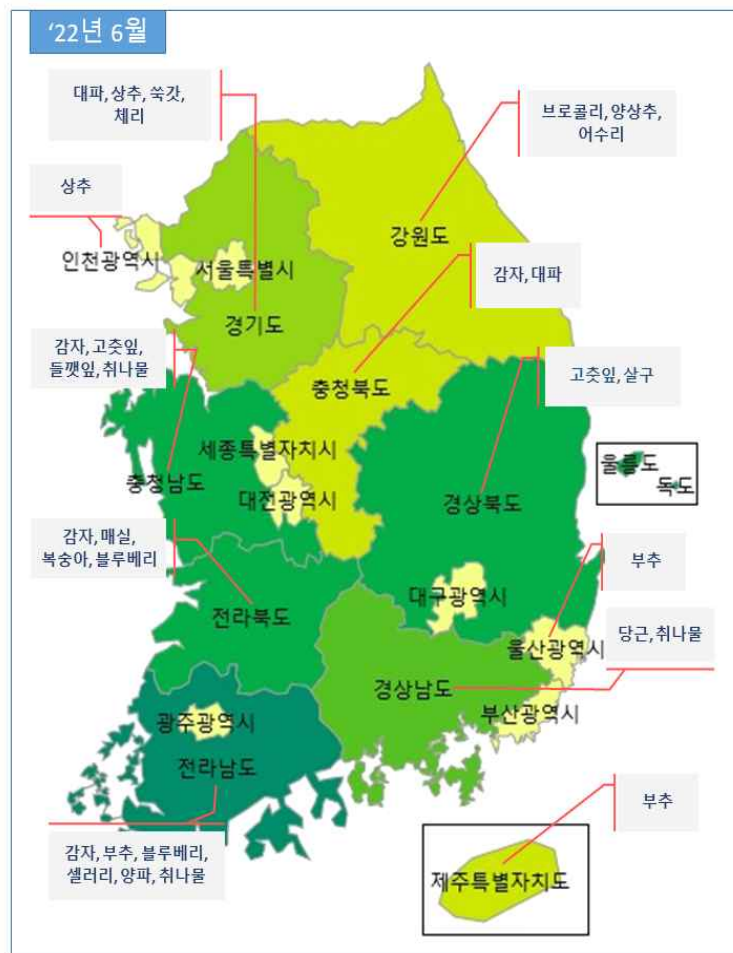 ‘22년 6월
대파, 상추, 쑥갓,
체리
브로콜리, 양상추,
어수리
상추
인천광역시
서울특별시
강원도
경기도
감자, 대파
감자, 고춧잎,
들깻잎, 취나물
충청북도
고춧잎, 살구
세종특별자치시
충청남도
대전광역시
경상북도
울릉도
독도
감자, 매실,
복숭아, 블루베리
부추
전라북도
대구광역시
울산광역시
당근, 취나물
경상남도
부산광역시
광주광역시
전라남도
부추
감자, 부추, 블루베리,
셀러리, 양파, 취나물
제주특별자치도